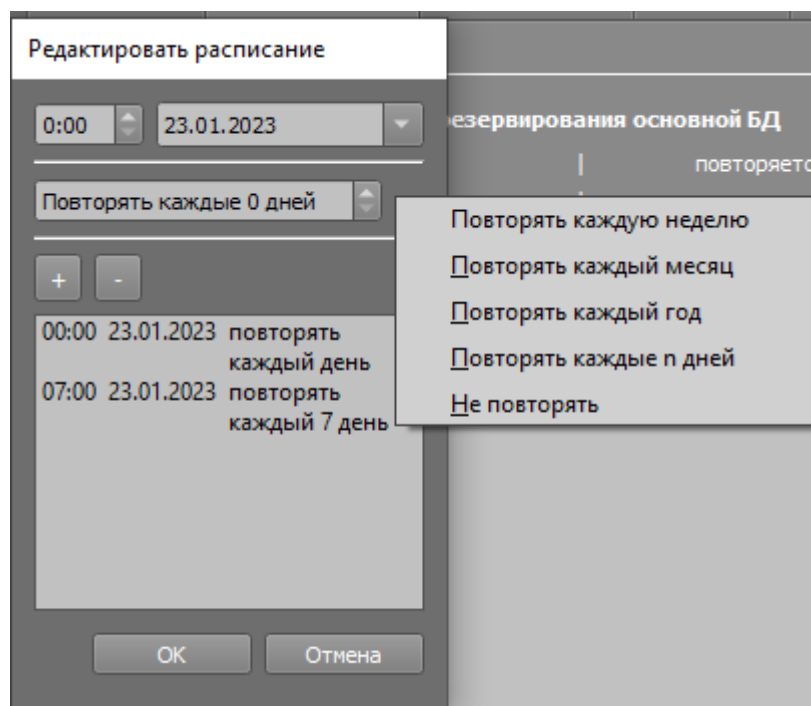 Редактировать расписание
0:00 23.01.2023
резервирования основной БД
|
повторяетс
Повторять каждые 0 дней
Повторять каждую неделю
Повторять каждый месяц
Повторять каждый год
Повторять каждые n дней
Не повторять
+ -
00:00 23.01.2023 повторять
каждый день
07:00 23.01.2023 повторять
каждый 7 день
OK Отмена